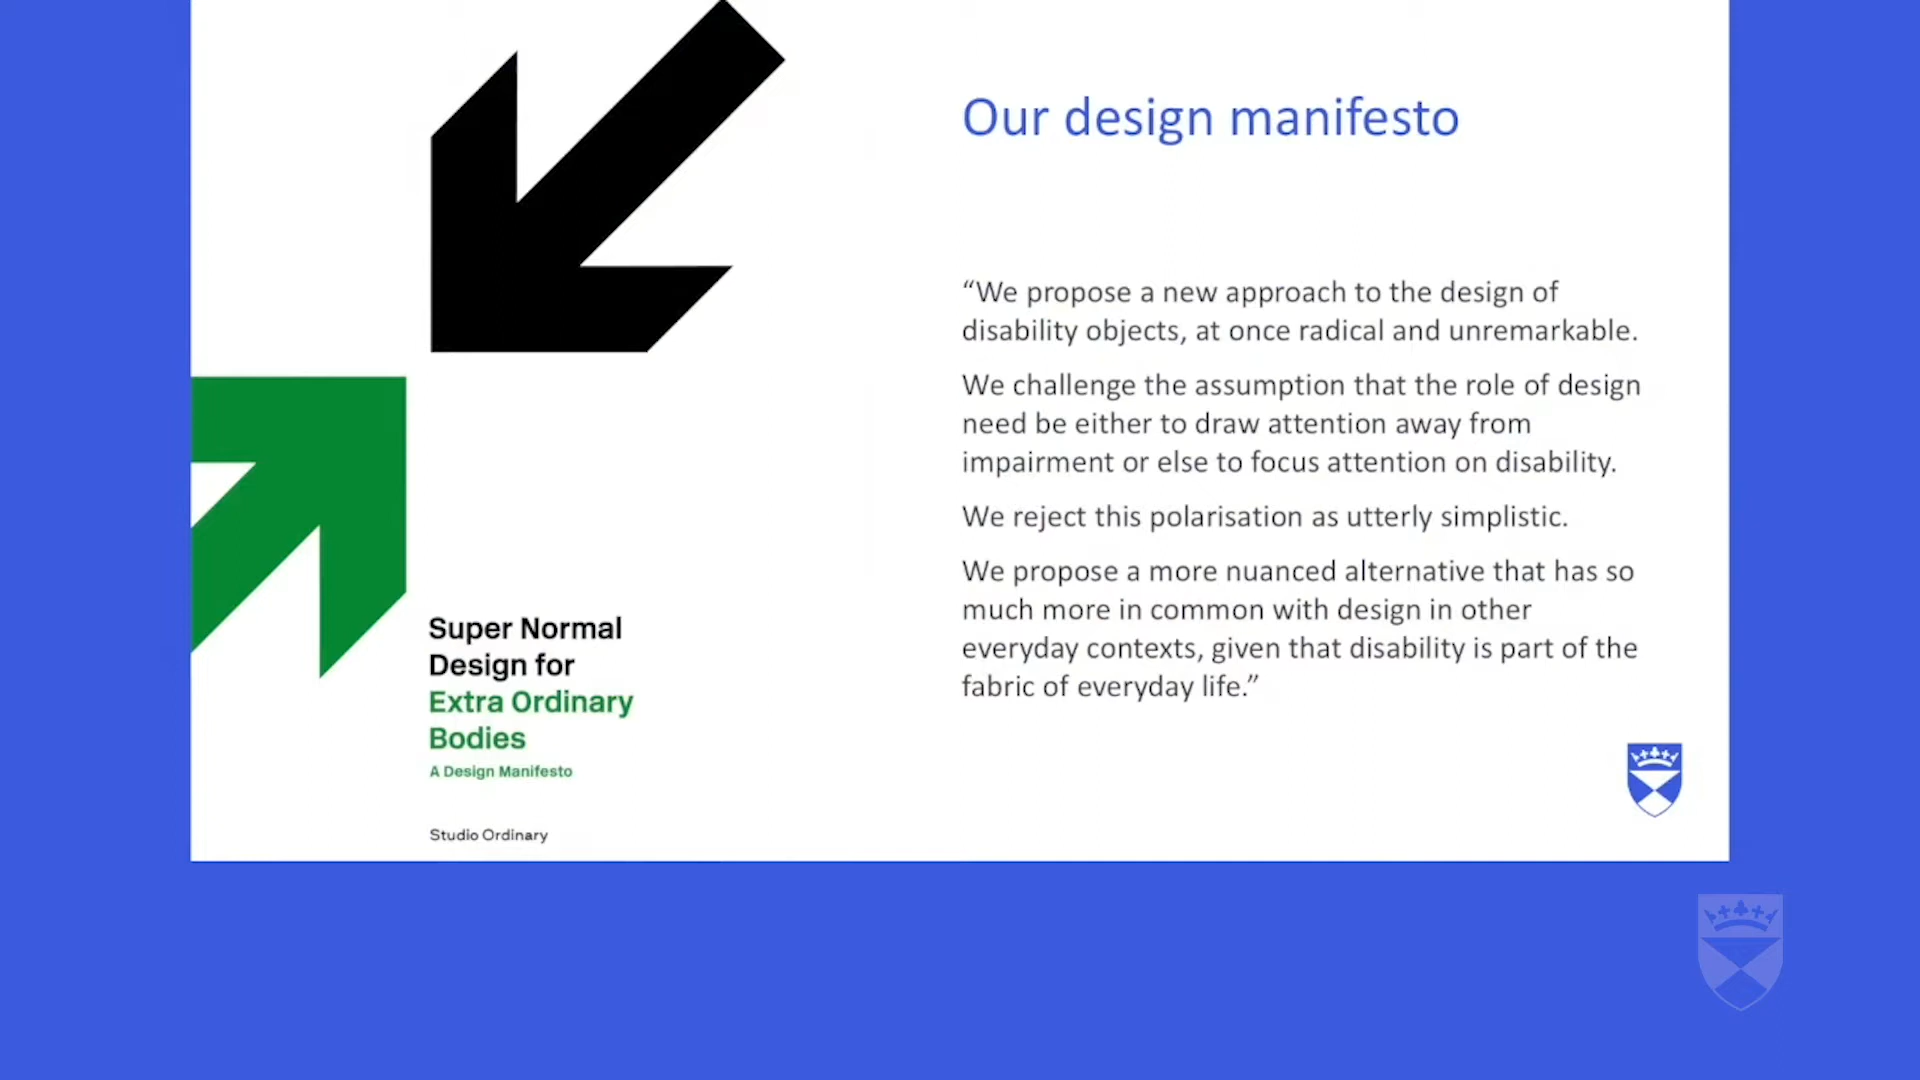 Our design manifesto
“We propose a new approach to the design of
disability objects, at once radical and unremarkable.
We challenge the assumption that the role of design
need be either to draw attention away from
impairment or else to focus attention on disability.
We reject this polarisation as utterly simplistic.
We propose a more nuanced alternative that has so
much more in common with design in other
everyday contexts, given that disability is part of the
fabric of everyday life.”
Super Normal
Design for
Extra Ordinary
Bodies
A Design Manifesto
Studio Ordinary